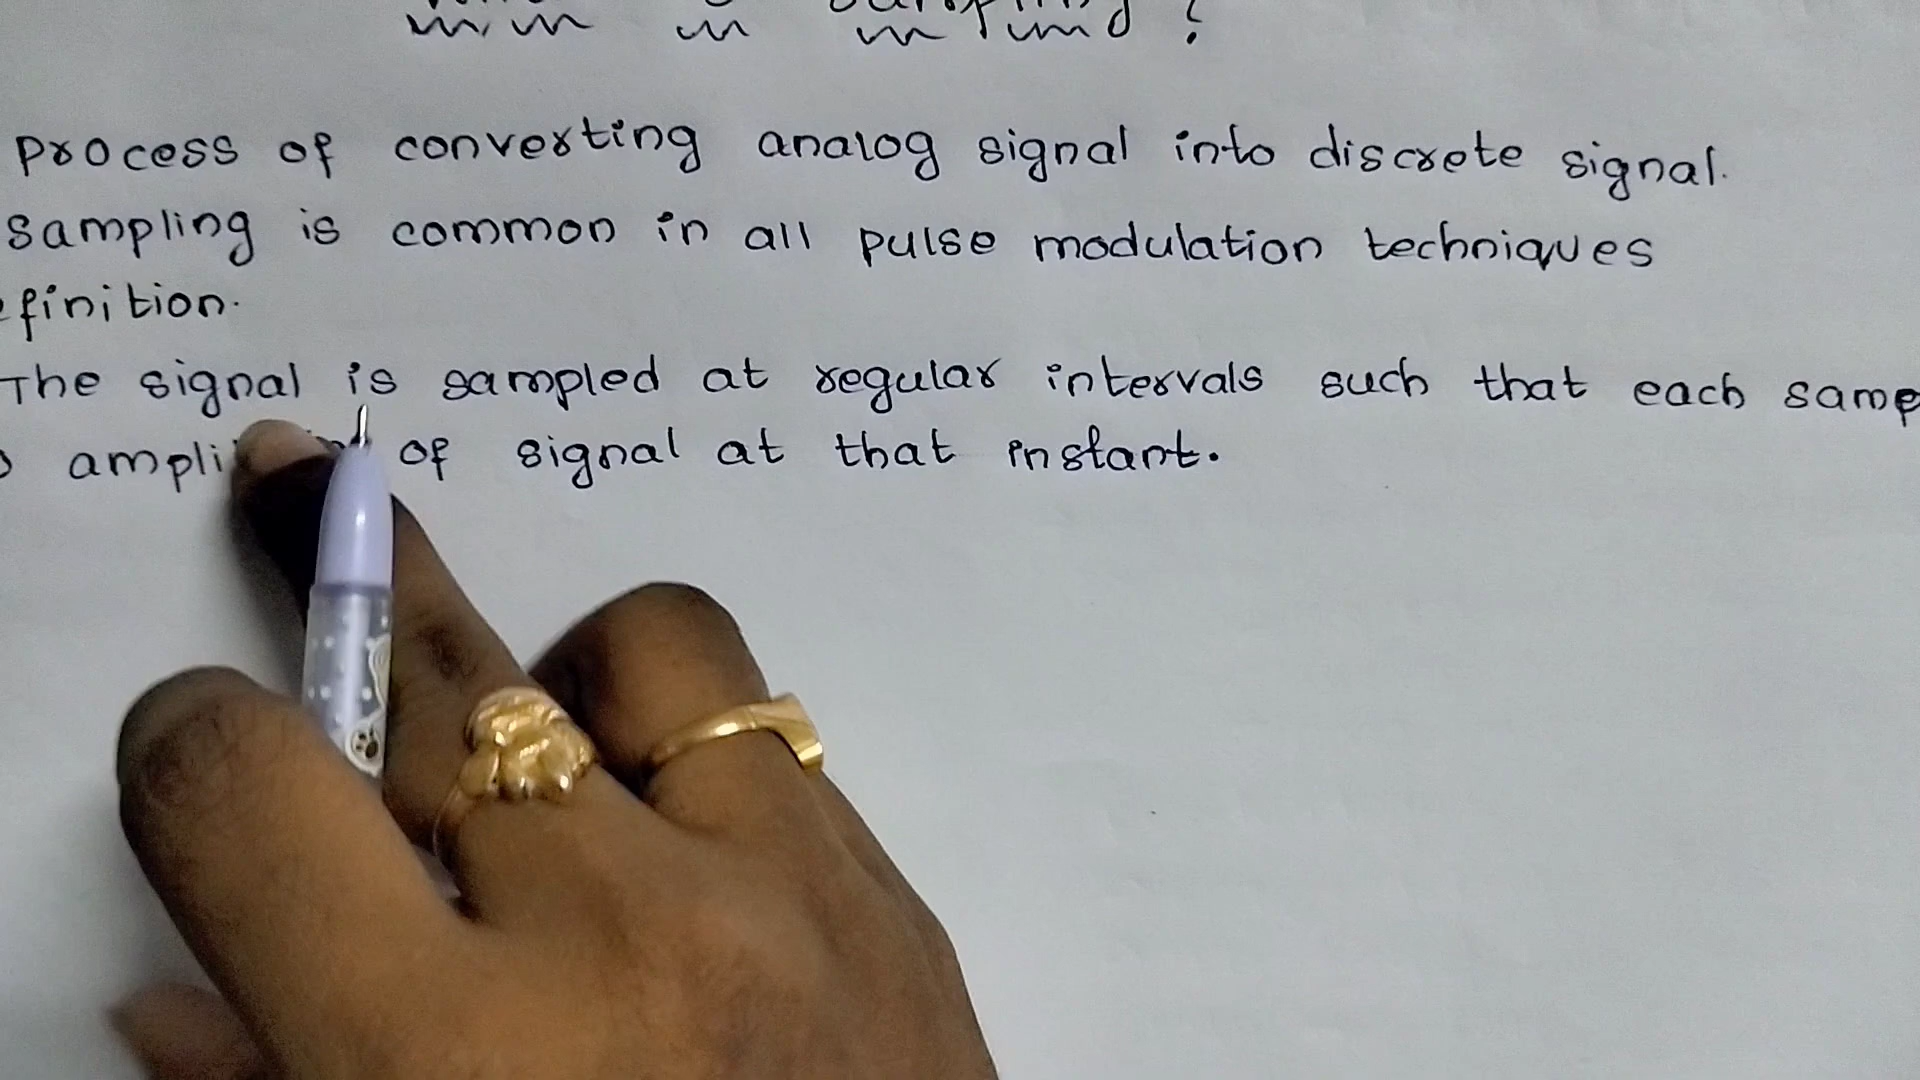 process of converting analog signal into discrete signal.
sampling is common in all pulse modulation techniques
finition.
The signal is sampled at regular intervals such that each samp
ampli of signal at that instant.